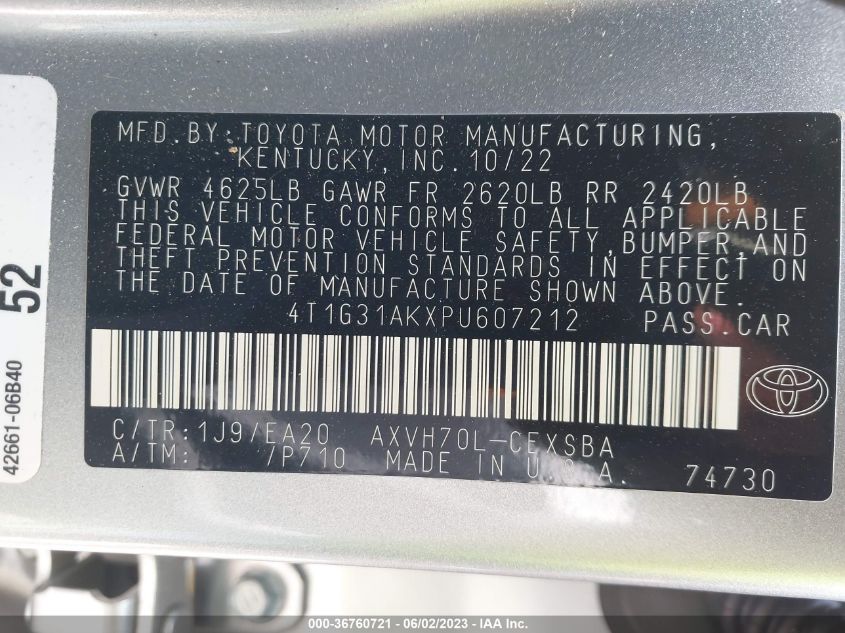 MFD.BY:TOYOTA MOTOR MANUFACTURING,
KENTUCKY,INC.10/22
GVWR 4625LB GAWR FR 2620LB RR 2420LB
THIS VEHICLE CONFORMS TO ALL APPLICABLE
FEDERAL MOTOR VEHICLE SAFETY,BUMPER,AND
THEFT PREVENTION STANDARDS IN EFFECT ON
THE DATE OF MANUFACTURE SHOWN ABOVE.
4T1G31AKXPU607212 PASS.CAR
C/TR:1J9/EA20 AXVH70L-CEXSBA
A/TM: /P710 MADE IN U.S.A. 74730
52
42661-06B40
000-36760721 - 06/02/2023 - IAA Inc.